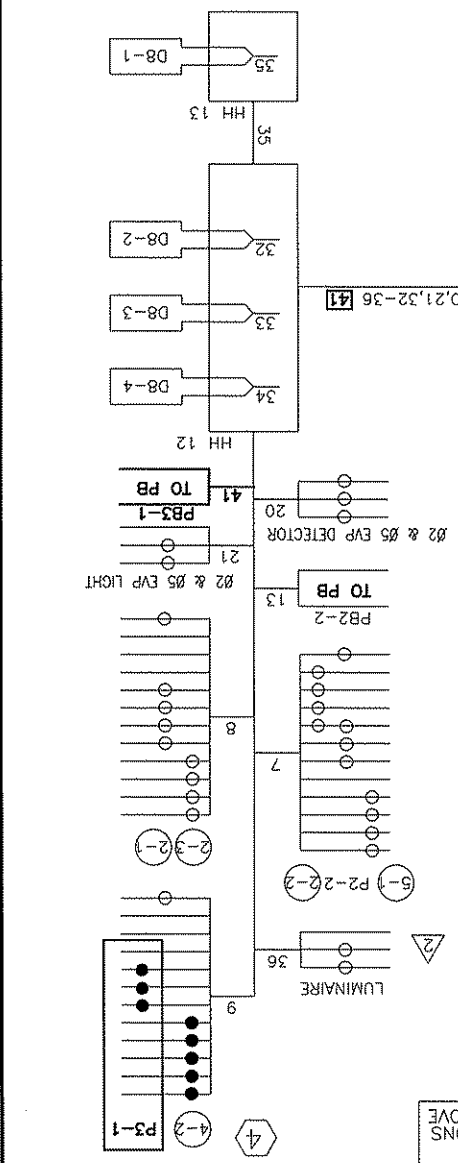 ONS
OVE
4
4-2
P3-1
9
LUMINAIRE
36
2
5-1 P2-2 2-2
2-3 2-1
7
8
PB2-2
TO PB
13
Ø2 & Ø5 EVP LIGHT
21
Ø2 & Ø5 EVP DETECTOR
20
PB3-1
TO PB
41
HH 12
D8-4
34
D8-3
33
0,21,32-36 41
D8-2
32
35
HH 13
D8-1
35